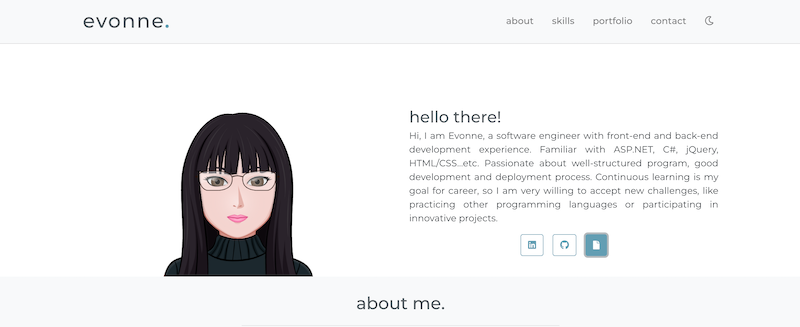 evonne.
about skills portfolio contact
hello there!
Hi, I am Evonne, a software engineer with front-end and back-end
development experience. Familiar with ASP.NET, C#, jQuery,
HTML/CSS...etc. Passionate about well-structured program, good
development and deployment process. Continuous learning is my
goal for career, so I am very willing to accept new challenges, like
practicing other programming languages or participating in
innovative projects.
about me.